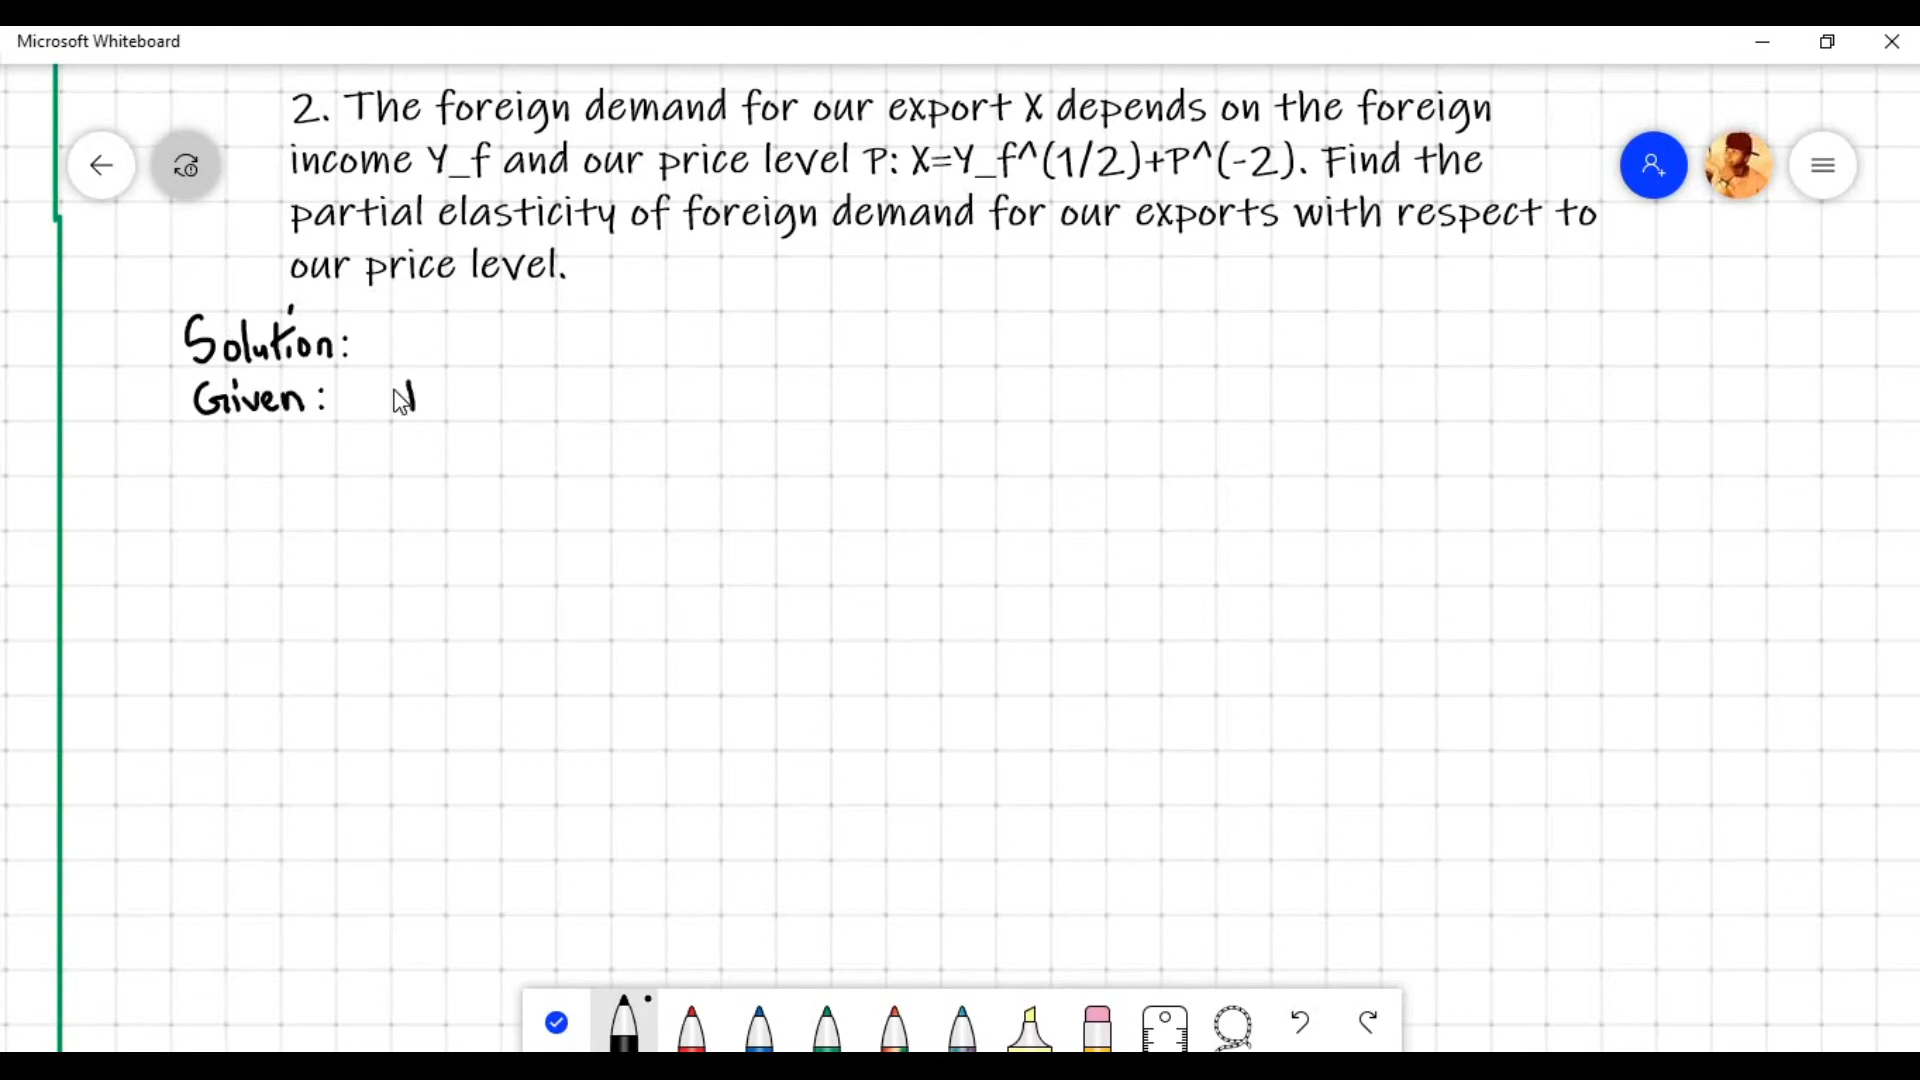 Microsoft Whiteboard
2. The foreign demand for our export X depends on the foreign
income Y_f and our price level P: X=Y_f^(1/2)+P^(-2). Find the
partial elasticity of foreign demand for our exports with respect to
our price level.
Solution:
Given: